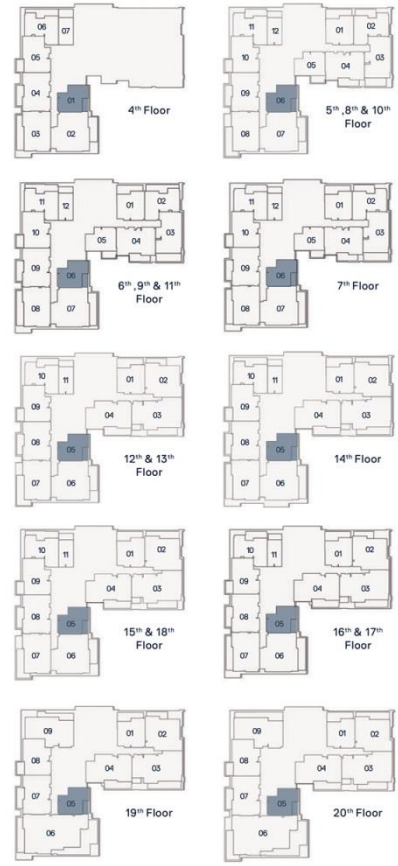 06 07
05
04 01
03 02
4th Floor
11 12 01 02
10 05 04 03
09 06
08 07
5th ,8th & 10th
Floor
11 12 01 02
10 05 04 03
09 06
08 07
6th ,9th & 11th
Floor
11 12 01 02
10 05 04 03
09 06
08 07
7th Floor
10 11 01 02
09 04 03
08 05
07 06
12th & 13th
Floor
10 11 01 02
09 04 03
08 05
07 06
14th Floor
10 11 01 02
09 04 03
08 05
07 06
15th & 18th
Floor
10 11 01 02
09 04 03
08 05
07 06
16th & 17th
Floor
09 01 02
08 04 03
07 05
06
19th Floor
09 01 02
08 04 03
07 05
06
20th Floor